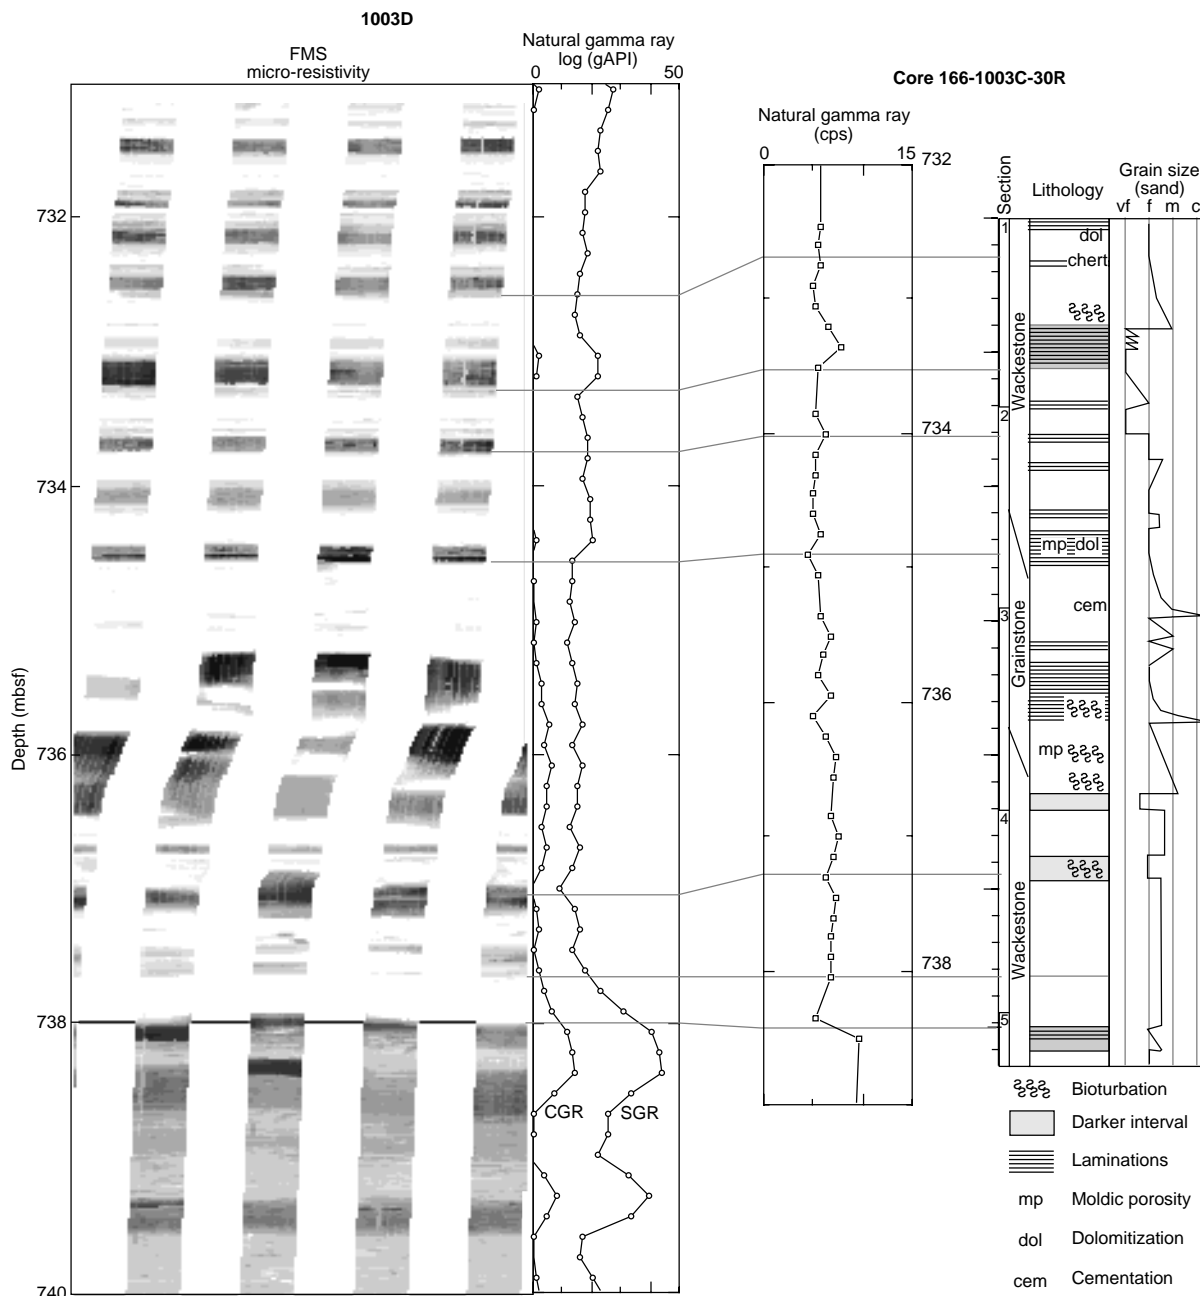 1003D
FMS
micro-resistivity
Natural gamma ray
log (gAPI)
0 50
Core 166-1003C-30R
Natural gamma ray
(cps)
0 15
732
Section
Lithology
Grain size
(sand)
vf f m c
Depth (mbsf)
732
734
736
738
740
CGR
SGR
734
736
738
1
2
3
4
5
Wackestone
Grainstone
Wackestone
dol
chert
mp dol
cem
mp
Bioturbation
Darker interval
Laminations
mp Moldic porosity
dol Dolomitization
cem Cementation